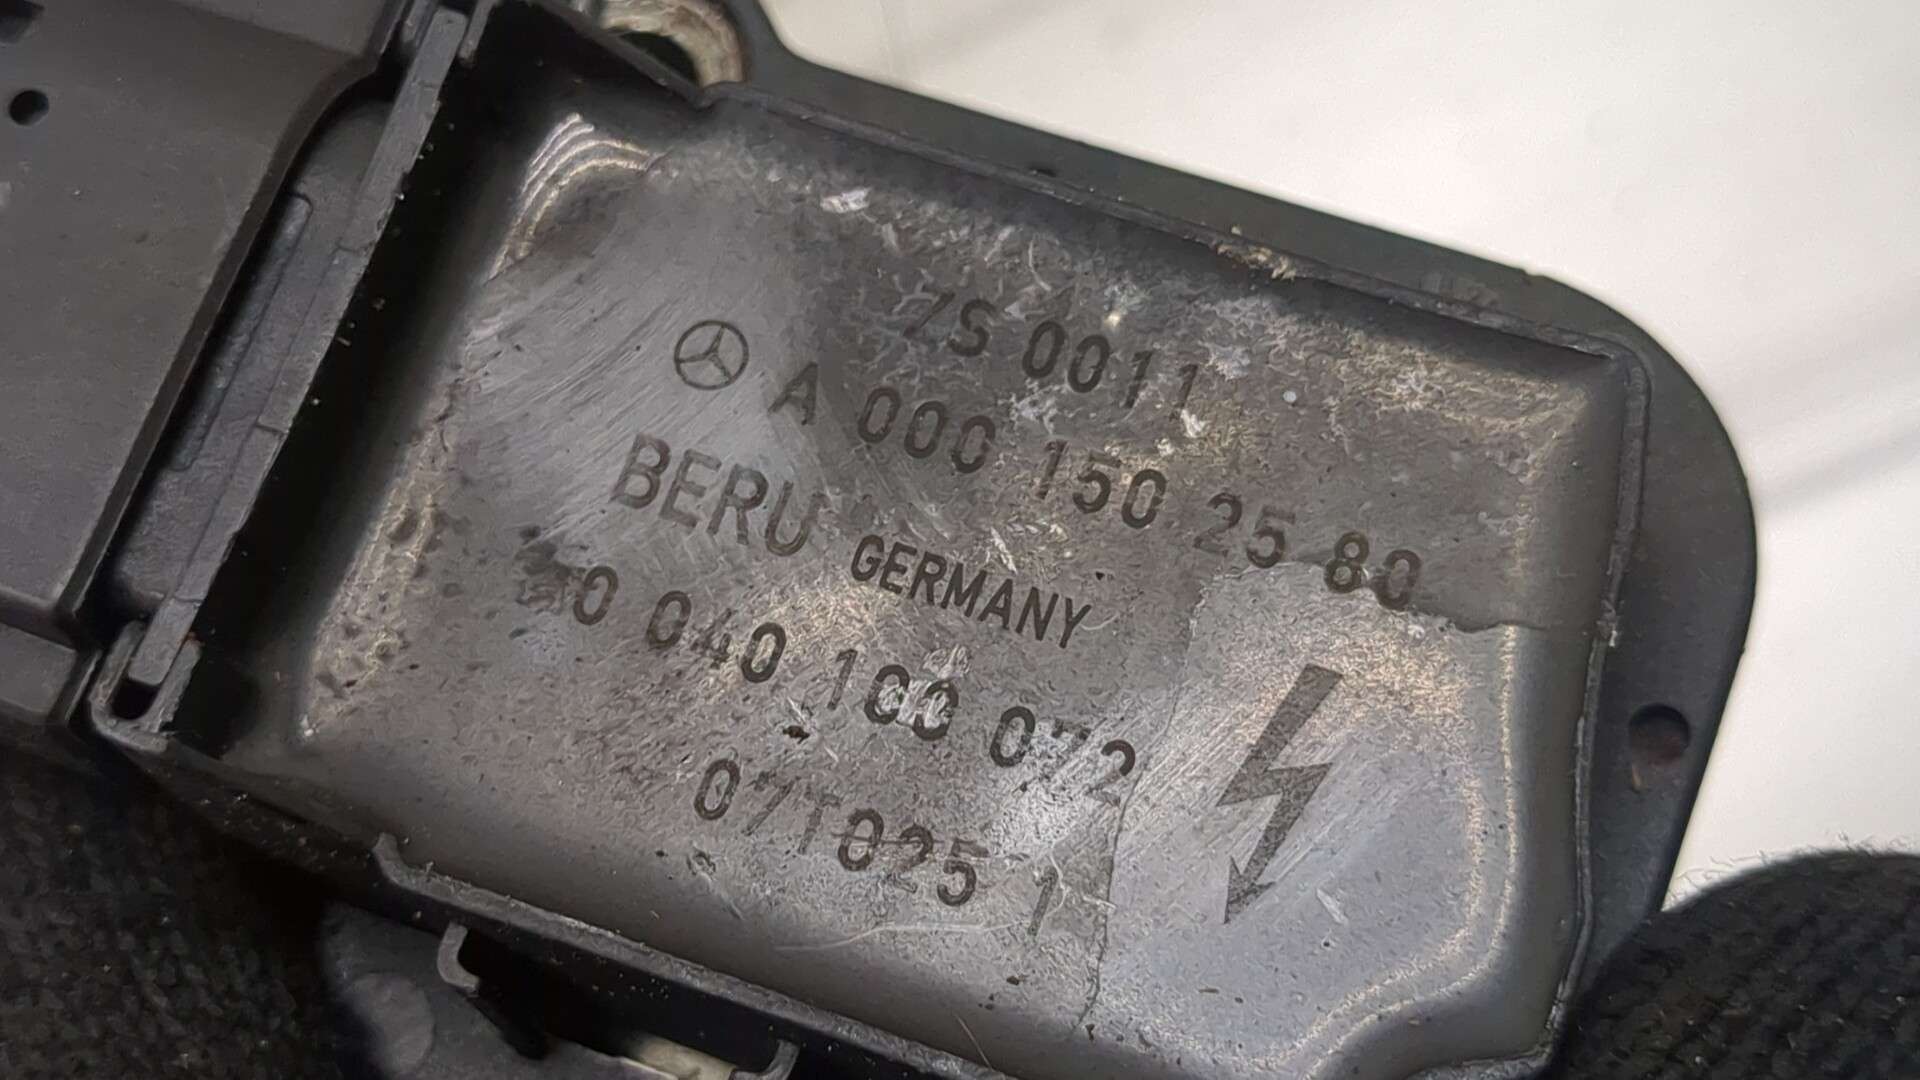 ZS 0011
A 000 150 25 80
BERU GERMANY
0 040 100 072
07T025 1